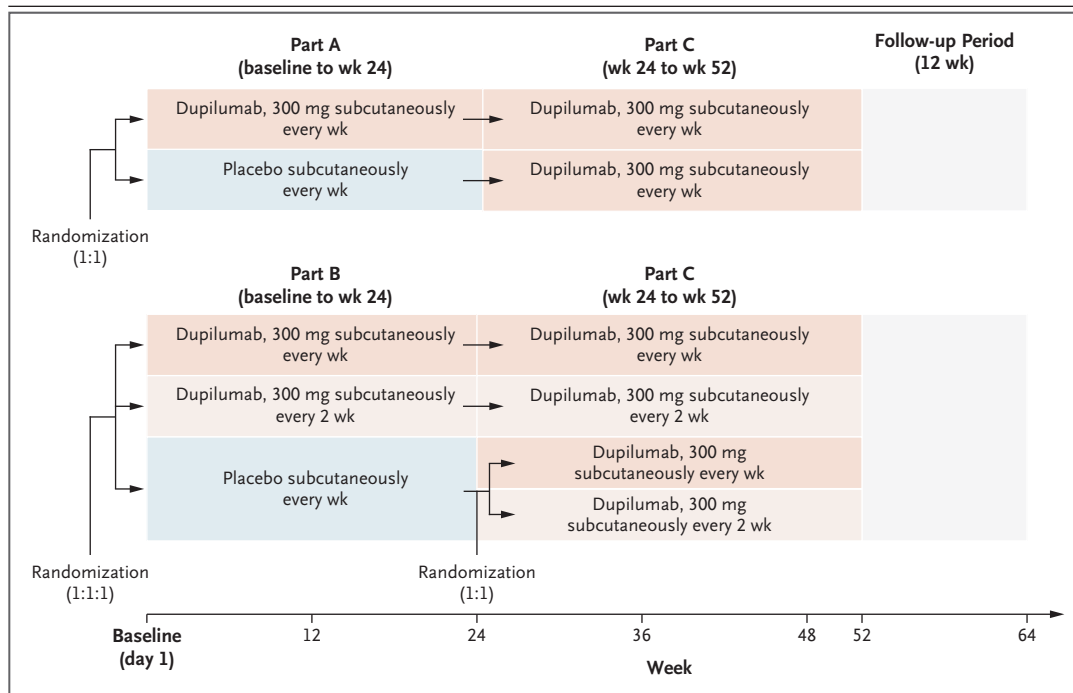 Part A
(baseline to wk 24)
Part C
(wk 24 to wk 52)
Follow-up Period
(12 wk)
Dupilumab, 300 mg subcutaneously
every wk
Dupilumab, 300 mg subcutaneously
every wk
Placebo subcutaneously
every wk
Dupilumab, 300 mg subcutaneously
every wk
Randomization
(1:1)
Part B
(baseline to wk 24)
Part C
(wk 24 to wk 52)
Dupilumab, 300 mg subcutaneously
every wk
Dupilumab, 300 mg subcutaneously
every wk
Dupilumab, 300 mg subcutaneously
every 2 wk
Dupilumab, 300 mg subcutaneously
every 2 wk
Placebo subcutaneously
every wk
Dupilumab, 300 mg
subcutaneously every wk
Dupilumab, 300 mg
subcutaneously every 2 wk
Randomization
(1:1:1)
Randomization
(1:1)
Baseline
(day 1)
12
24
36
48
52
64
Week